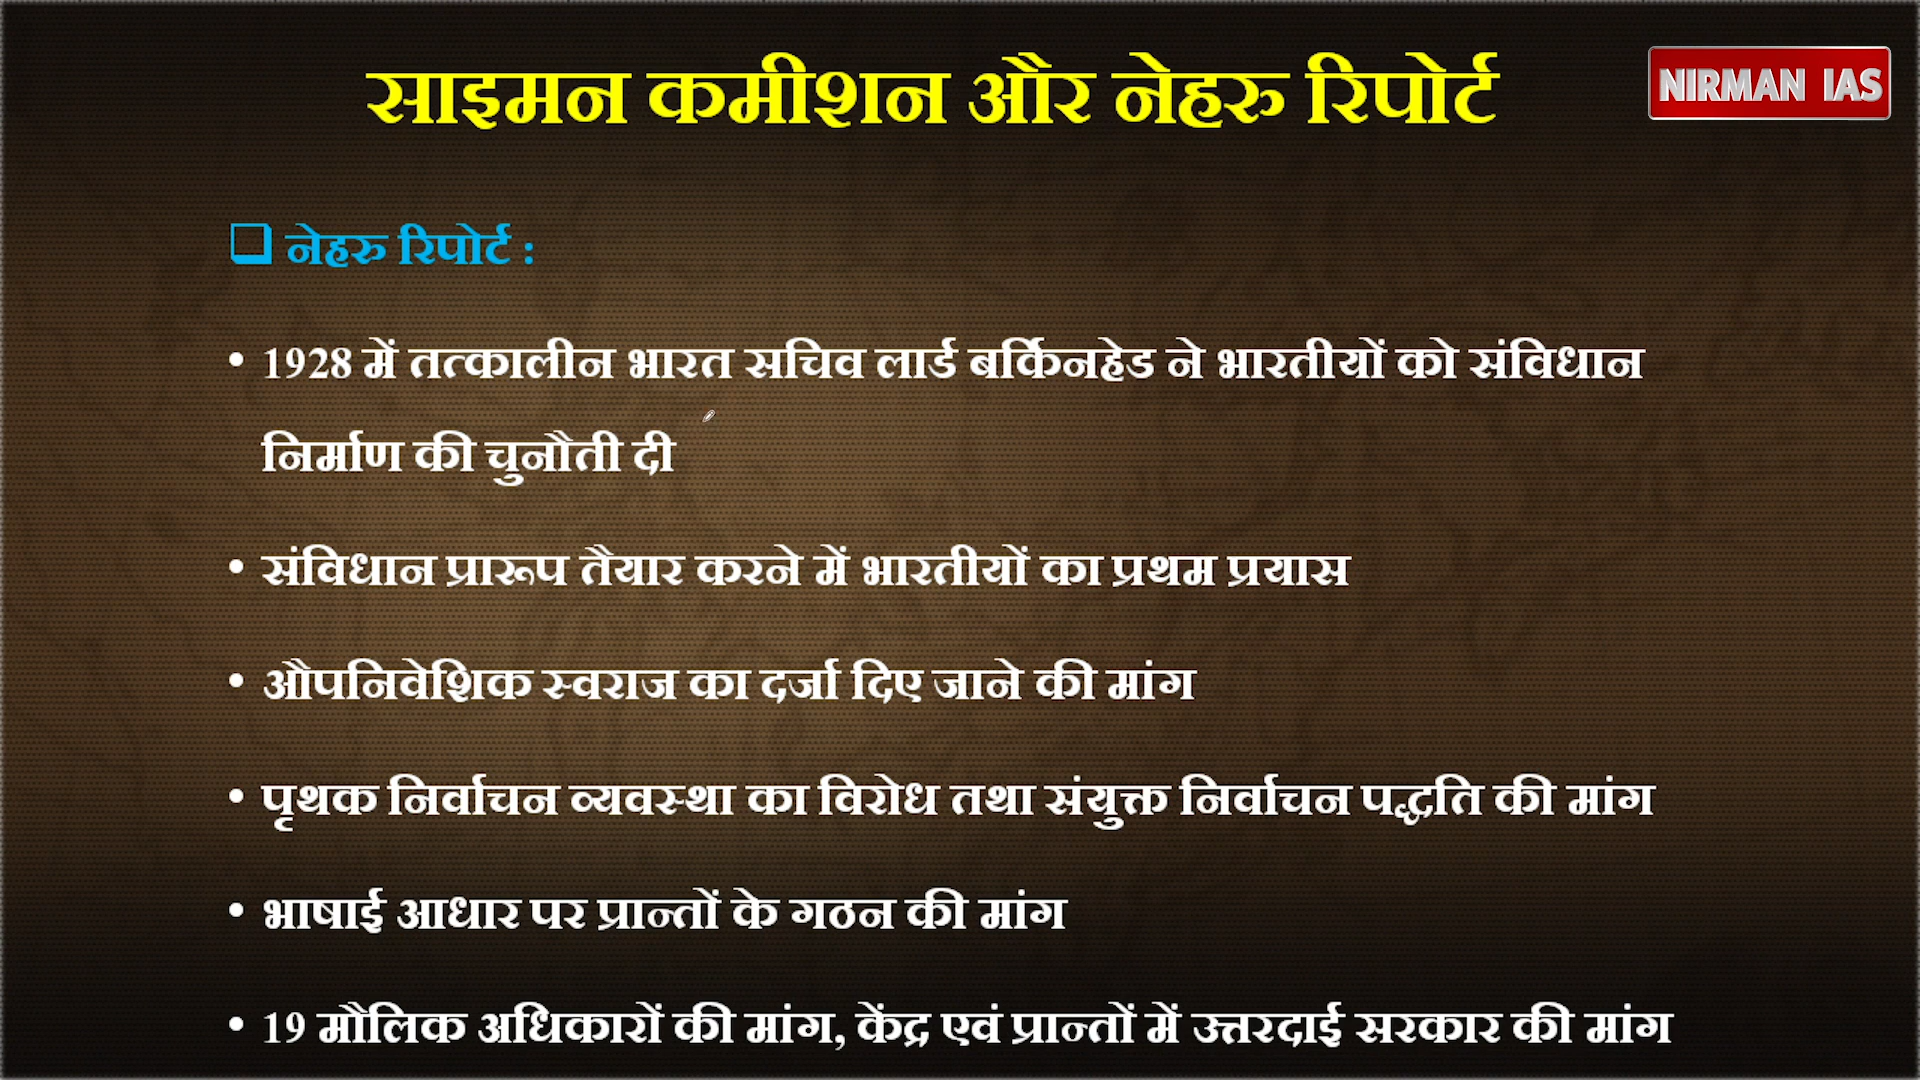 साइमन कमीशन और नेहरु रिपोर्ट
NIRMAN IAS
नेहरु रिपोर्ट :
• 1928 में तत्कालीन भारत सचिव लार्ड बर्किनहेड ने भारतीयों को संविधान
निर्माण की चुनौती दी
• संविधान प्रारूप तैयार करने में भारतीयों का प्रथम प्रयास
• औपनिवेशिक स्वराज का दर्जा दिए जाने की मांग
• पृथक निर्वाचन व्यवस्था का विरोध तथा संयुक्त निर्वाचन पद्धति की मांग
• भाषाई आधार पर प्रान्तों के गठन की मांग
• 19 मौलिक अधिकारों की मांग, केंद्र एवं प्रान्तों में उत्तरदाई सरकार की मांग